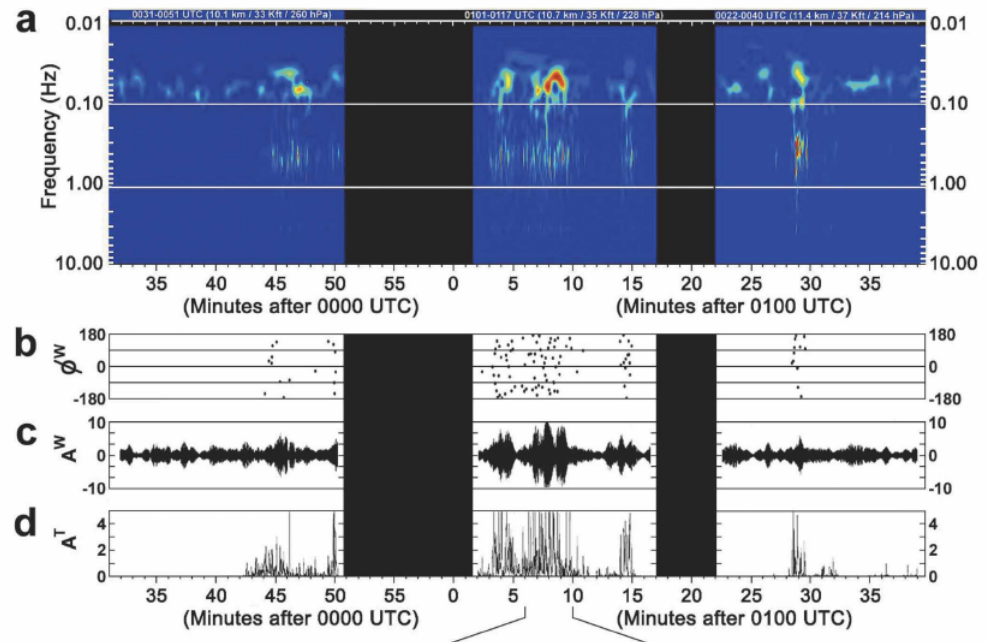 a
0031-0051 UTC (10.1 km / 33 Kft / 260 hPa) 0101-0117 UTC (10.7 km / 35 Kft / 228 hPa) 0022-0040 UTC (11.4 km / 37 Kft / 214 hPa)
0.01 0.01
0.10 0.10
1.00 1.00
10.00 10.00
Frequency (Hz)
35 40 45 50 55 0 5 10 15 20 25 30 35
(Minutes after 0000 UTC) (Minutes after 0100 UTC)
b
ϕ'W
180 180
0 0
-180 -180
c
AW
10 10
0 0
-10 -10
d
AT
4 4
2 2
0 0
35 40 45 50 55 0 5 10 15 20 25 30 35
(Minutes after 0000 UTC) (Minutes after 0100 UTC)